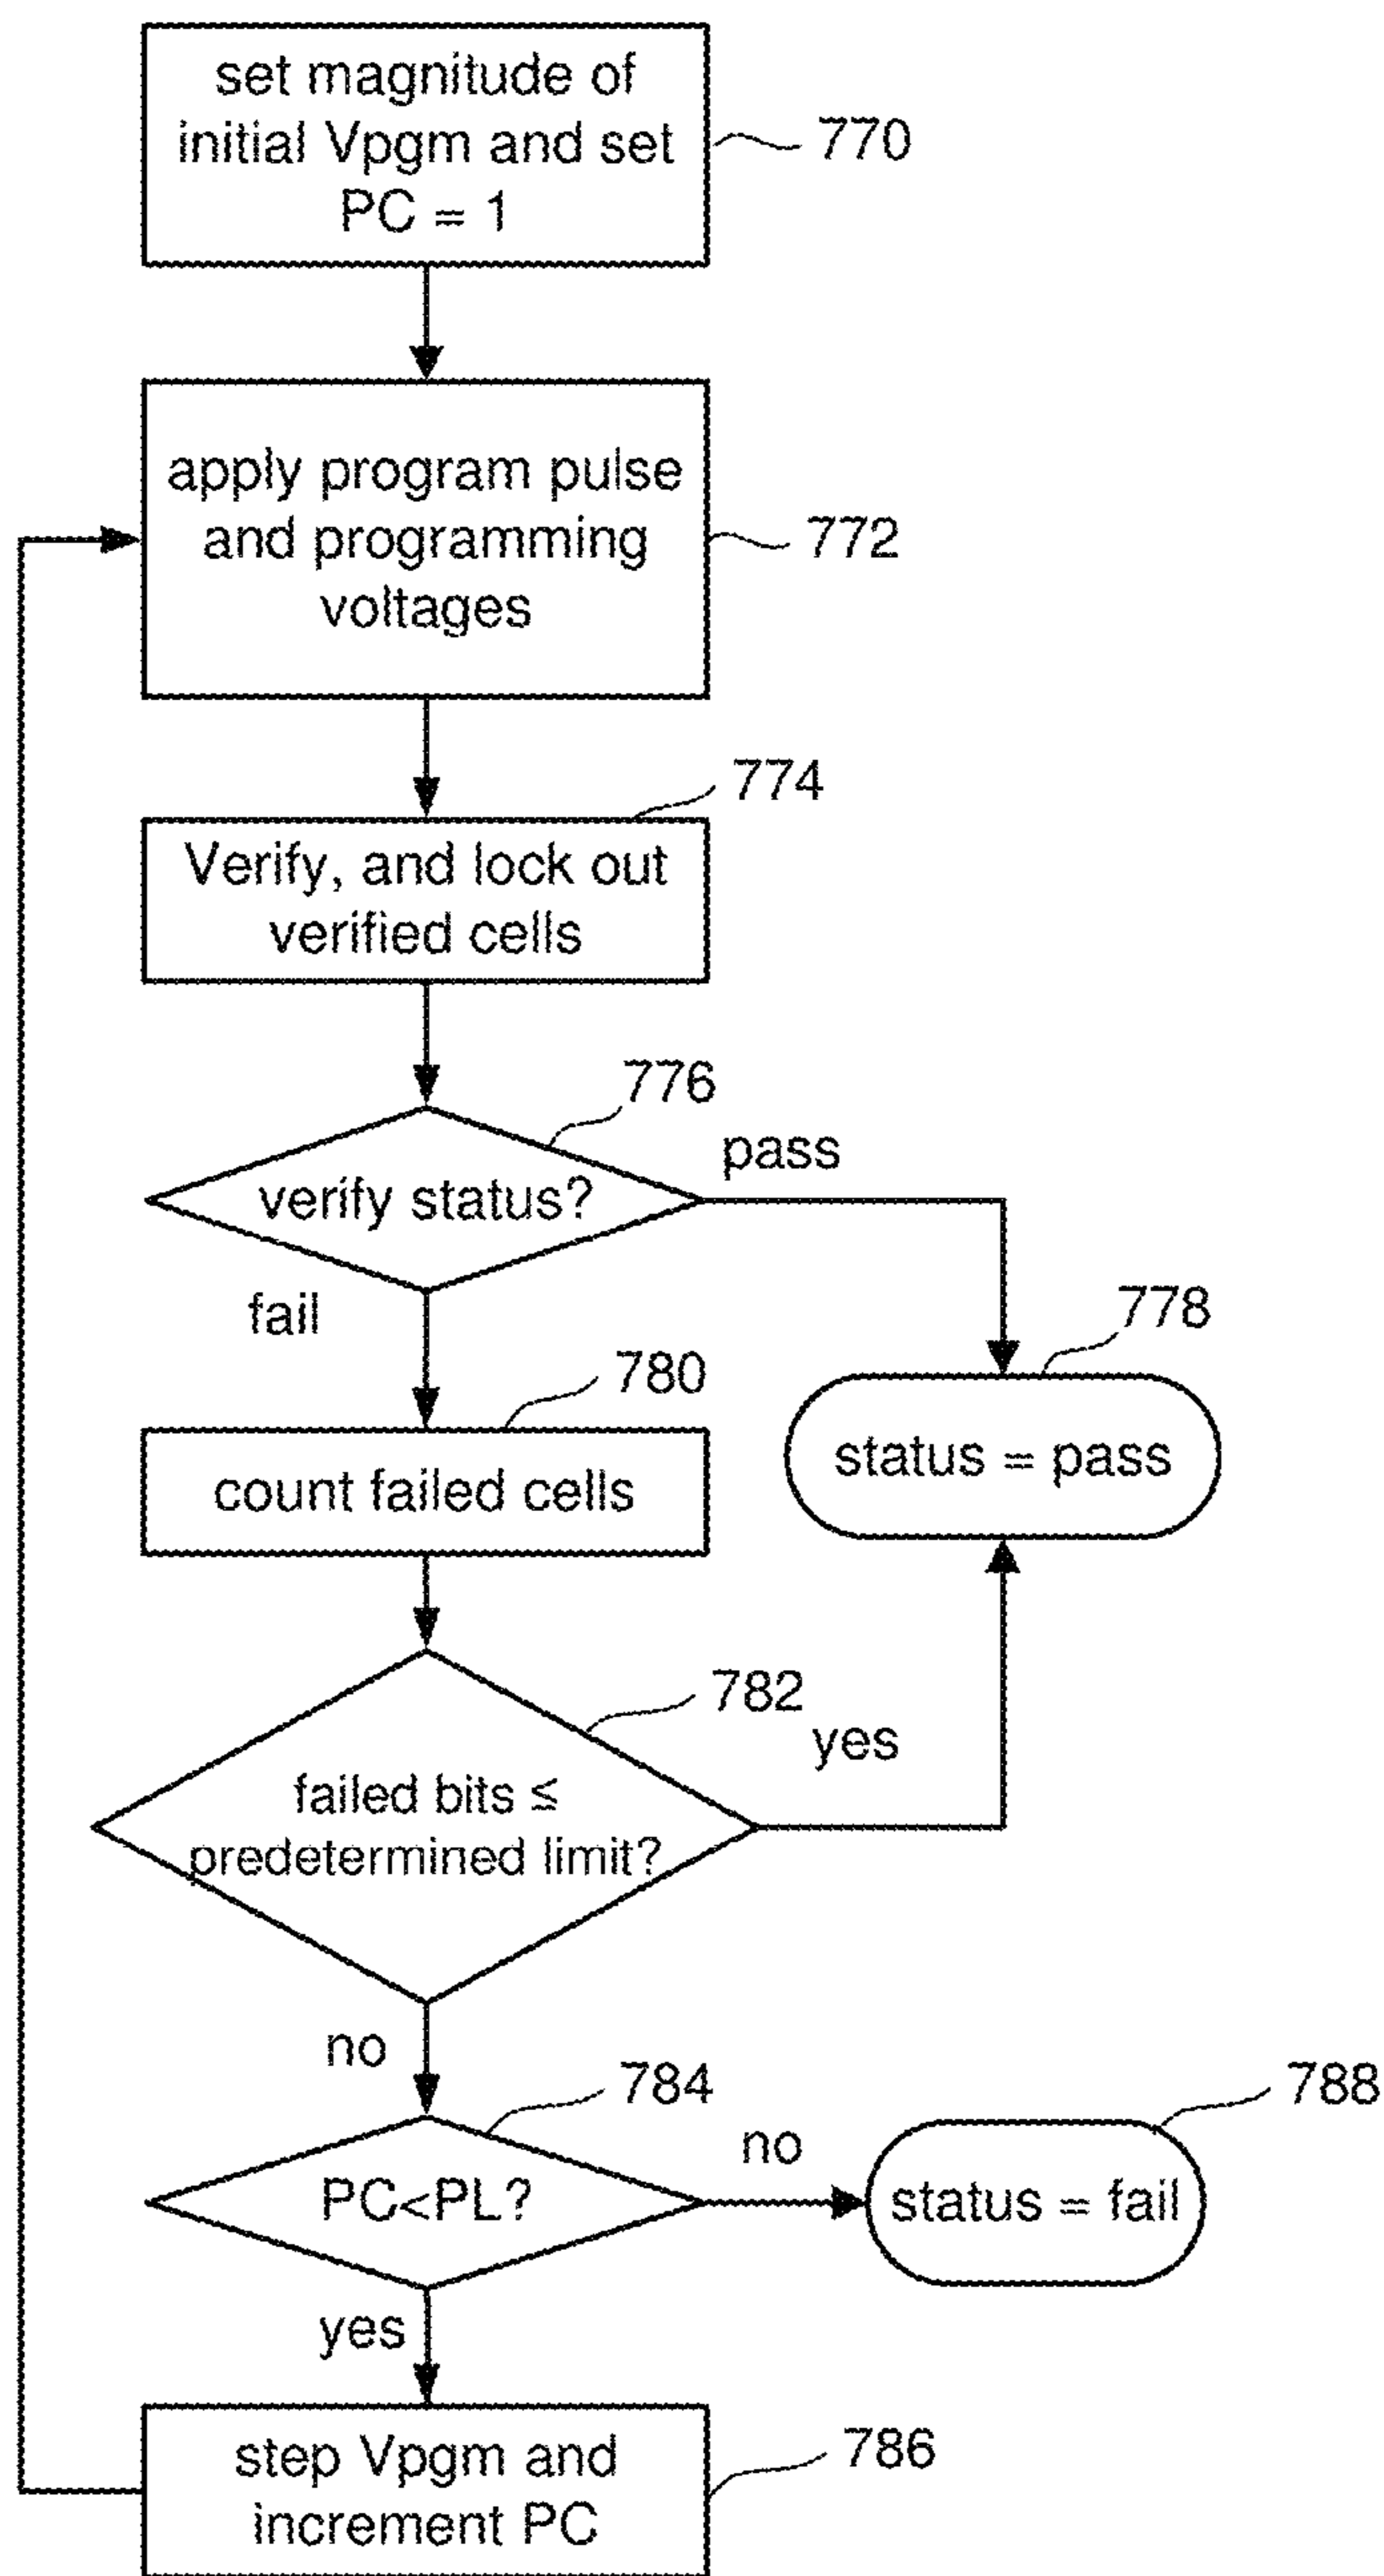 set magnitude of
initial Vpgm and set
PC = 1
770
apply program pulse
and programming
voltages
772
774
Verify, and lock out
verified cells
776
pass
verify status?
fail
778
780
status = pass
count failed cells
782
yes
failed bits ≤
predetermined limit?
no
784
788
no
PC<PL?
status = fail
yes
step Vpgm and
increment PC
786